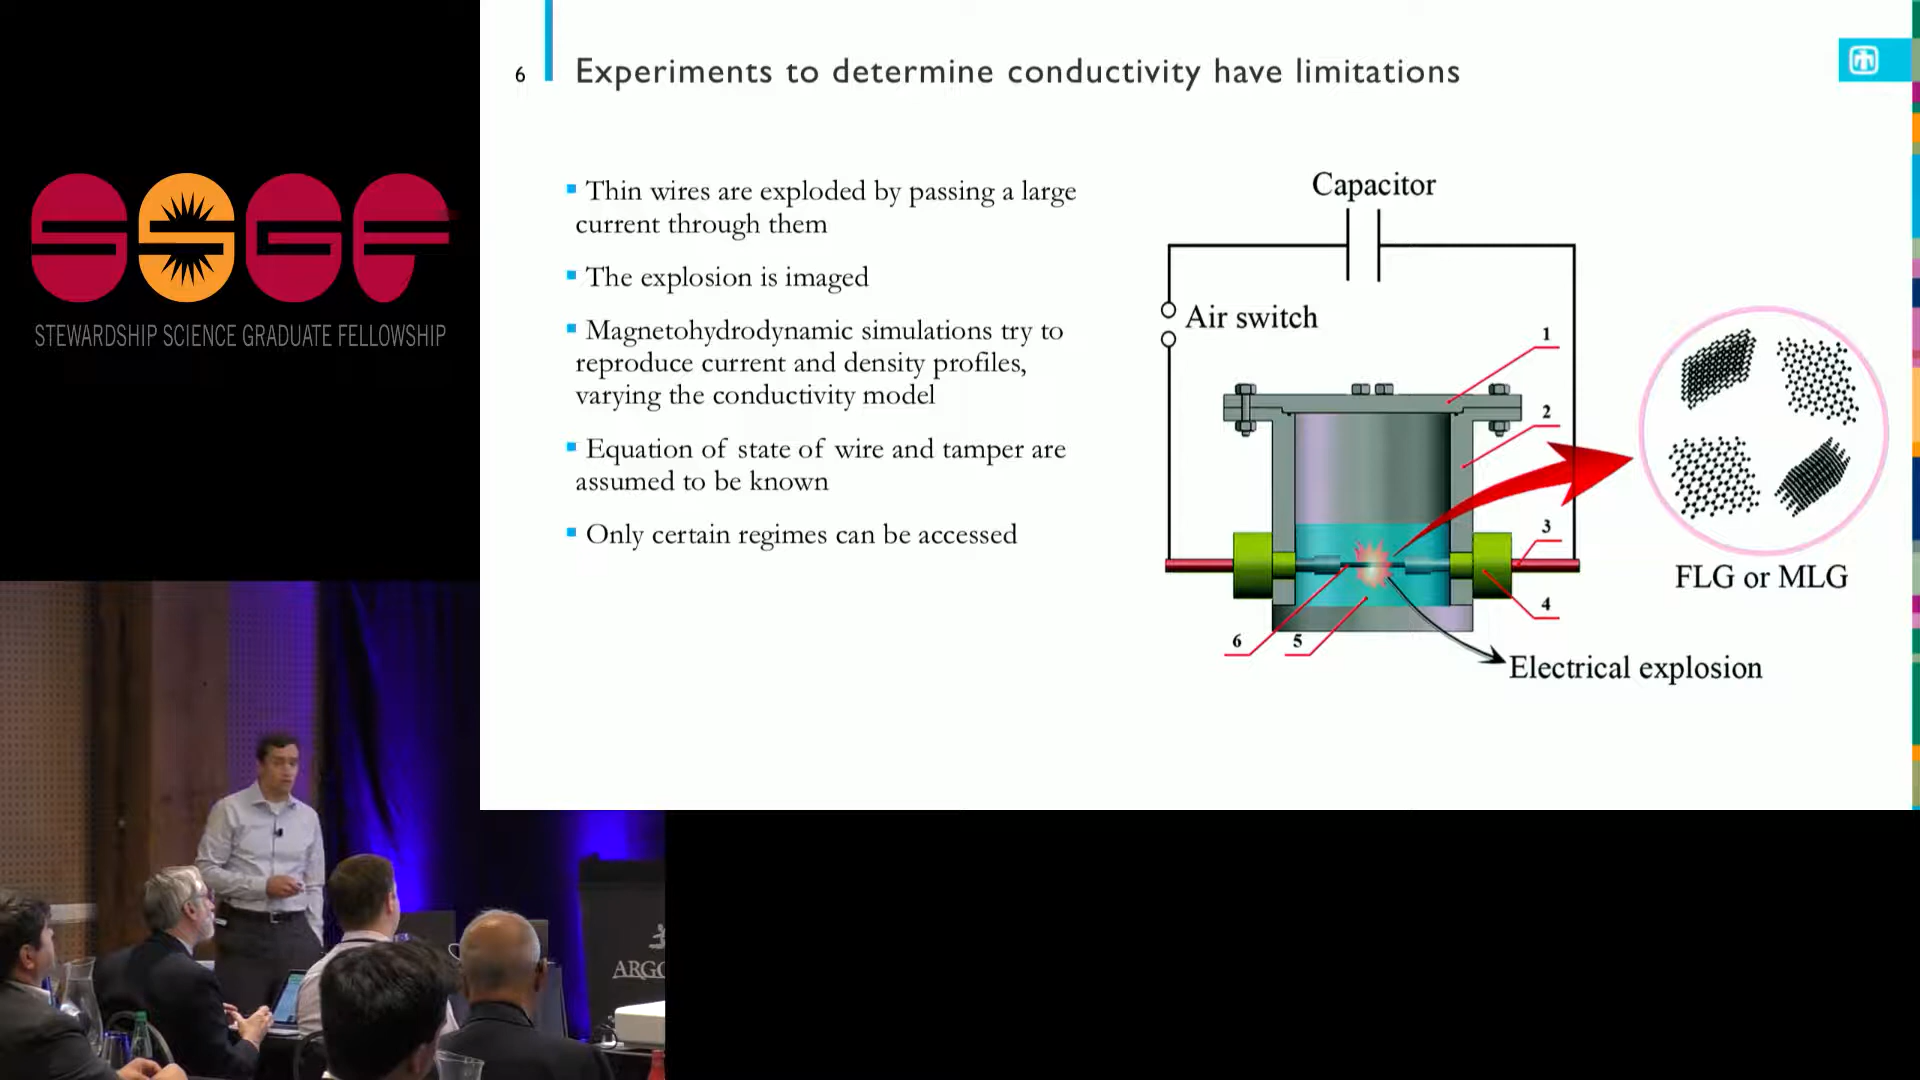 SSGF
STEWARDSHIP SCIENCE GRADUATE FELLOWSHIP
6
Experiments to determine conductivity have limitations
Thin wires are exploded by passing a large
current through them
The explosion is imaged
Magnetohydrodynamic simulations try to
reproduce current and density profiles,
varying the conductivity model
Equation of state of wire and tamper are
assumed to be known
Only certain regimes can be accessed
Capacitor
Air switch
1
2
3
4
5
6
FLG or MLG
Electrical explosion
ARGO